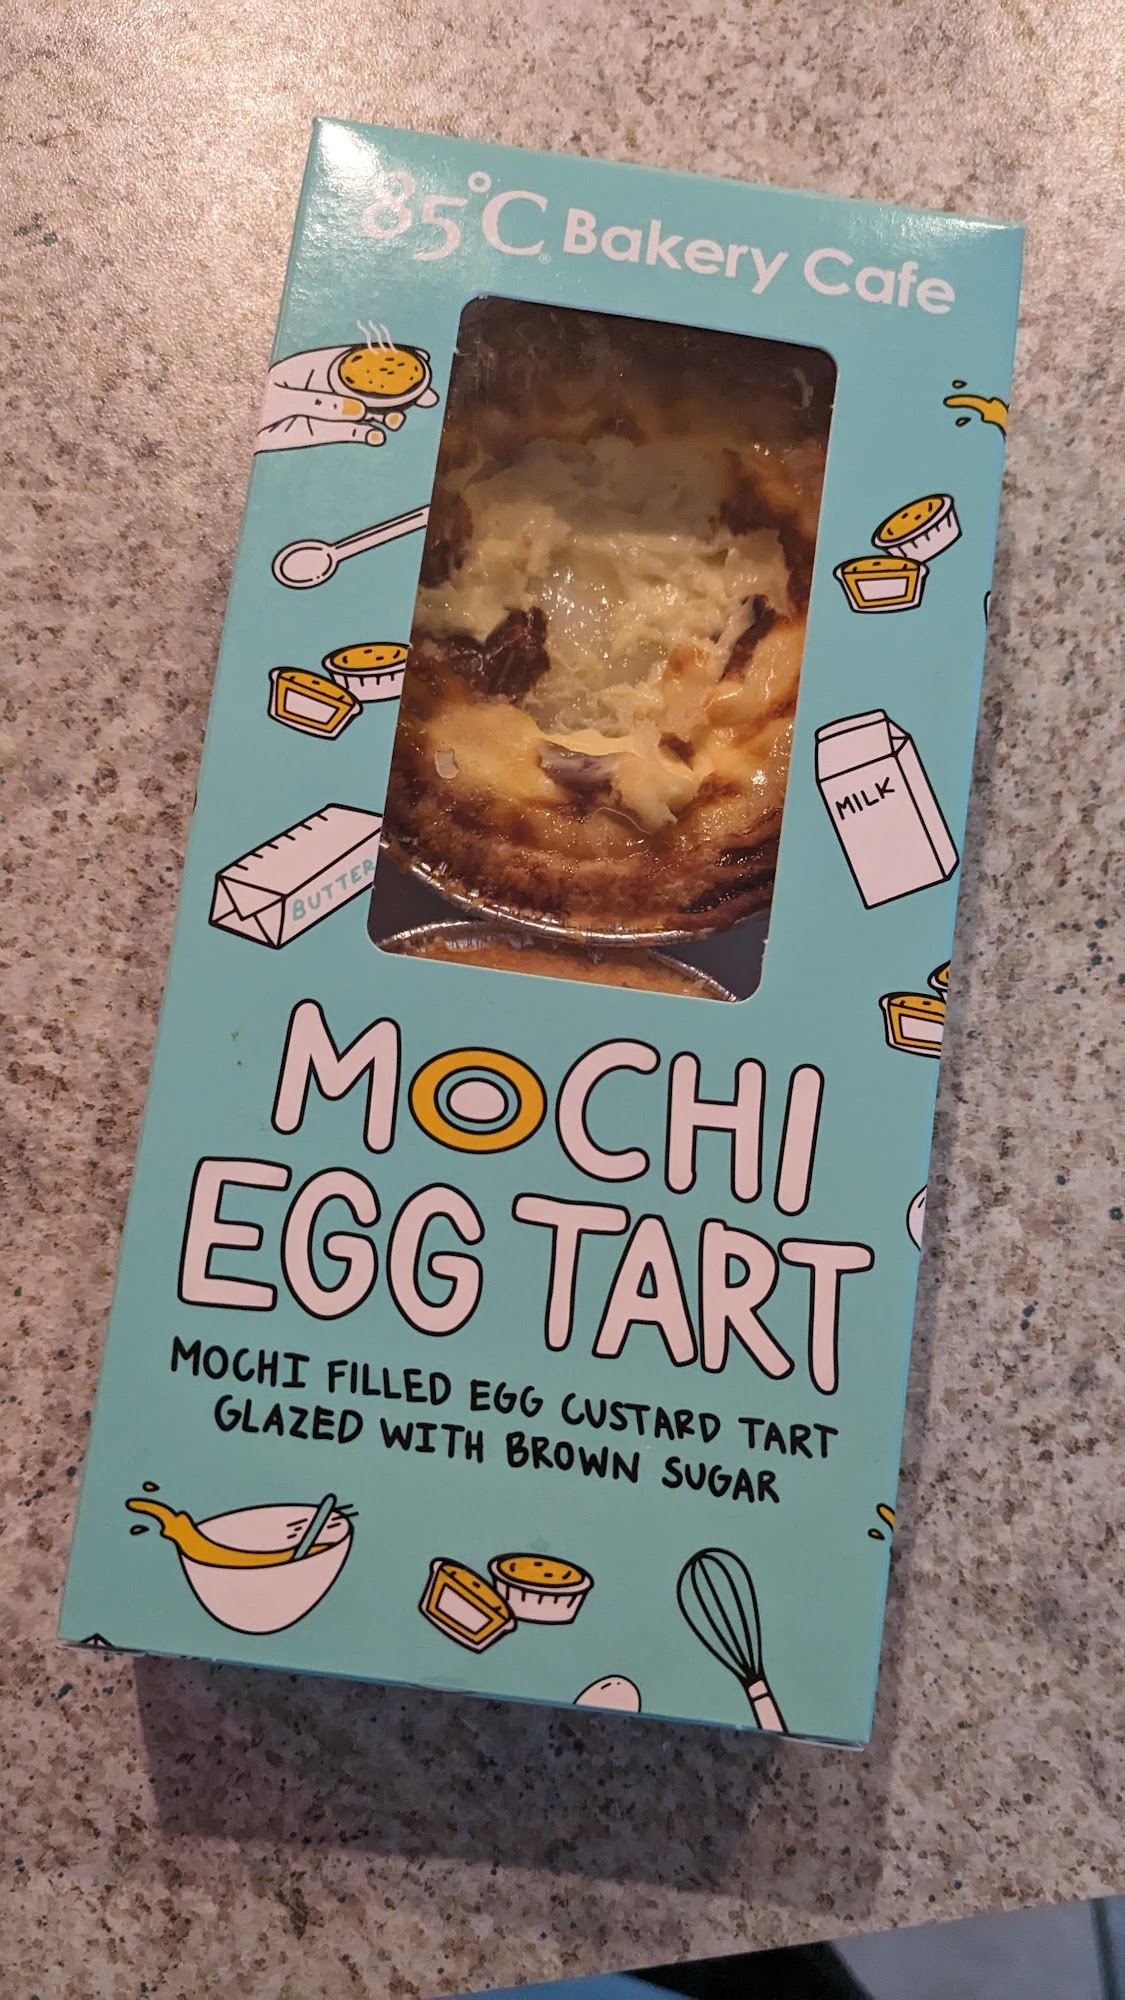 85°C® Bakery Cafe
MILK
BUTTER
MOCHI
EGG TART
MOCHI FILLED EGG CUSTARD TART
GLAZED WITH BROWN SUGAR